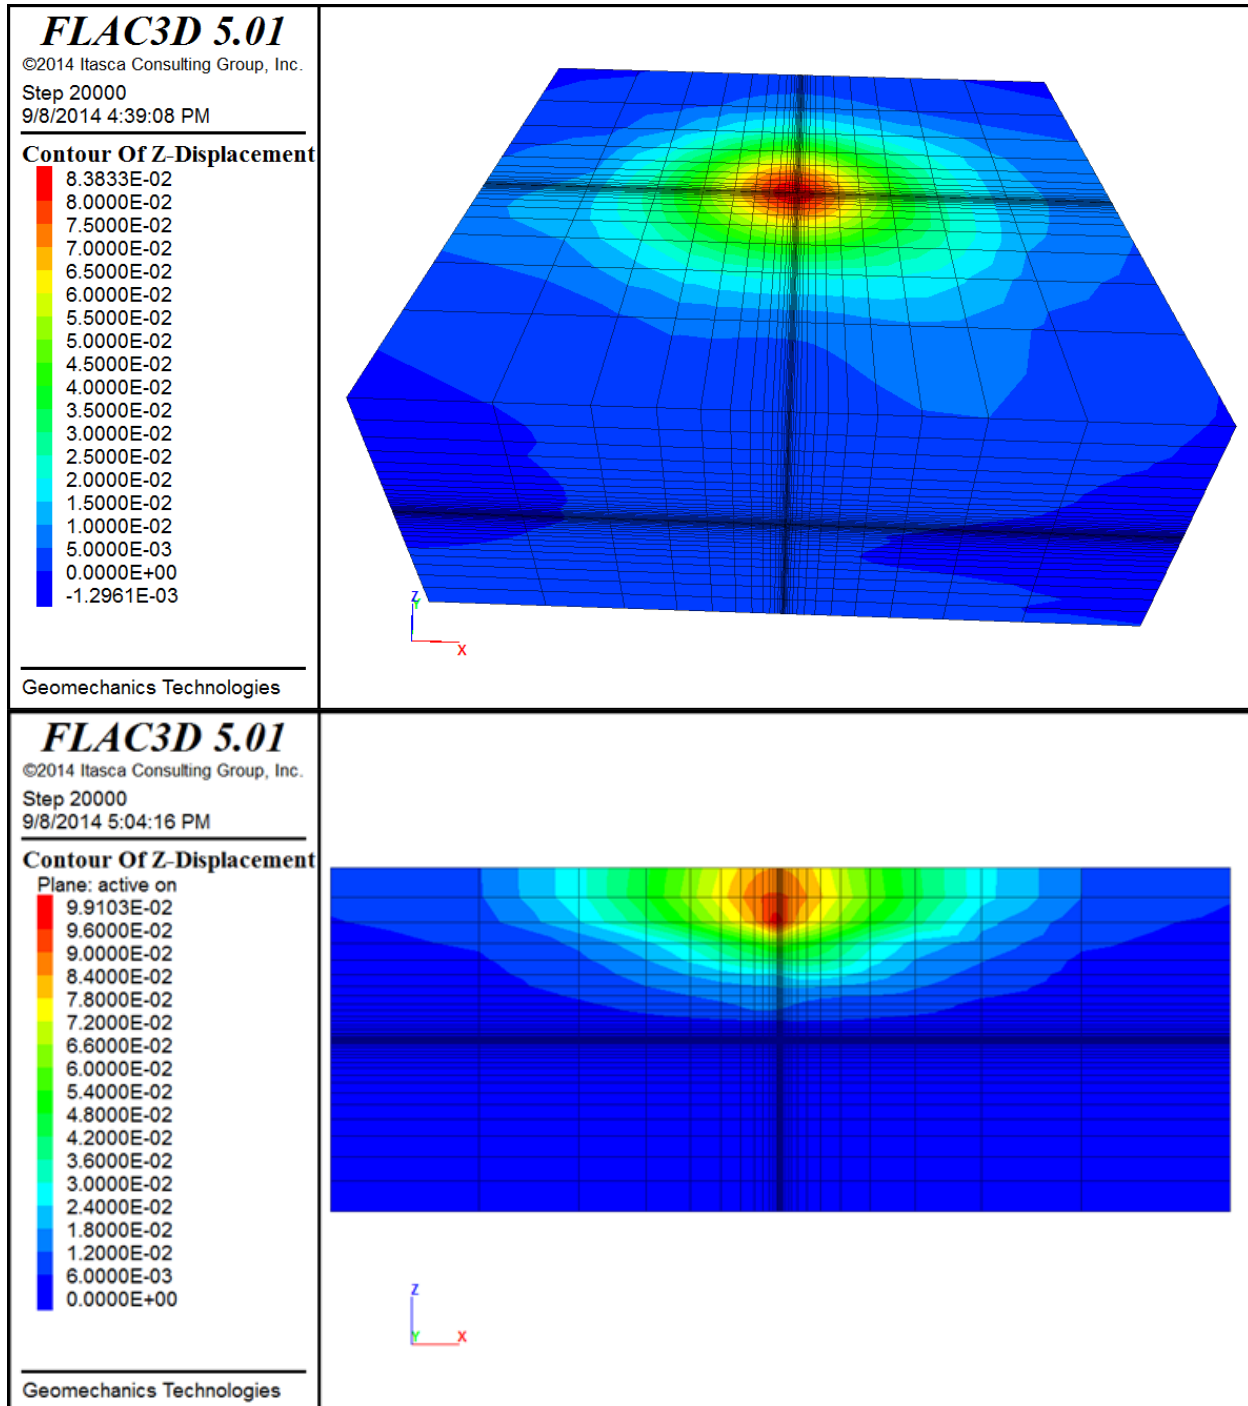 FLAC3D 5.01
©2014 Itasca Consulting Group, Inc.
Step 20000
9/8/2014 4:39:08 PM
Contour Of Z-Displacement
8.3833E-02
8.0000E-02
7.5000E-02
7.0000E-02
6.5000E-02
6.0000E-02
5.5000E-02
5.0000E-02
4.5000E-02
4.0000E-02
3.5000E-02
3.0000E-02
2.5000E-02
2.0000E-02
1.5000E-02
1.0000E-02
5.0000E-03
0.0000E+00
-1.2961E-03
Z
Y
X
Geomechanics Technologies
FLAC3D 5.01
©2014 Itasca Consulting Group, Inc.
Step 20000
9/8/2014 5:04:16 PM
Contour Of Z-Displacement
Plane: active on
9.9103E-02
9.6000E-02
9.0000E-02
8.4000E-02
7.8000E-02
7.2000E-02
6.6000E-02
6.0000E-02
5.4000E-02
4.8000E-02
4.2000E-02
3.6000E-02
3.0000E-02
2.4000E-02
1.8000E-02
1.2000E-02
6.0000E-03
0.0000E+00
Z
Y X
Geomechanics Technologies